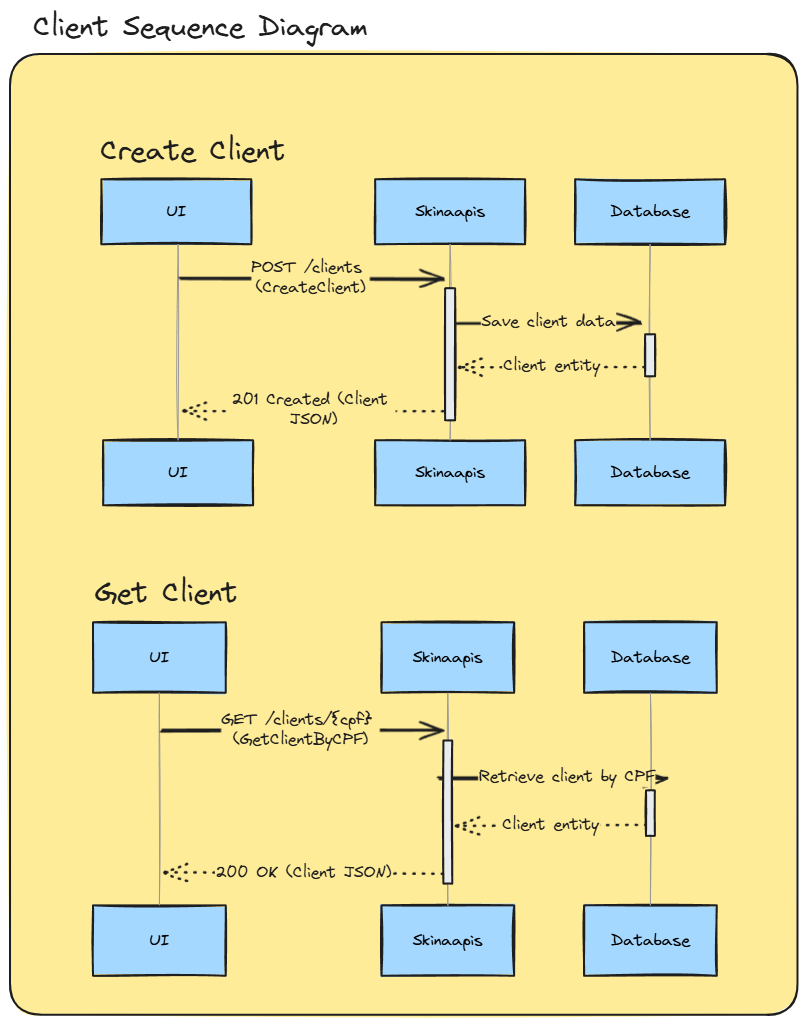 Client Sequence Diagram
Create Client
UI
Skinaapis
Database
POST /clients
(CreateClient)
Save client data
Client entity
201 Created (Client
JSON)
UI
Skinaapis
Database
Get Client
UI
Skinaapis
Database
GET /clients/{cpf}
(GetClientByCPF)
Retrieve client by CPF
Client entity
200 OK (Client JSON)
UI
Skinaapis
Database